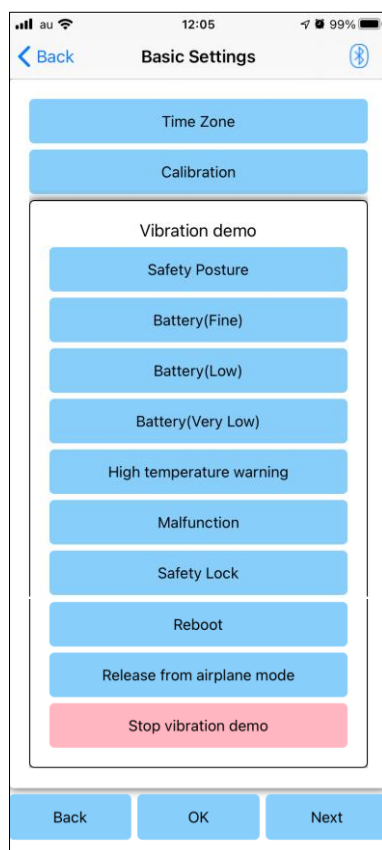 au 12:05 99%
Back Basic Settings
Time Zone
Calibration
Vibration demo
Safety Posture
Battery(Fine)
Battery(Low)
Battery(Very Low)
High temperature warning
Malfunction
Safety Lock
Reboot
Release from airplane mode
Stop vibration demo
Back OK Next